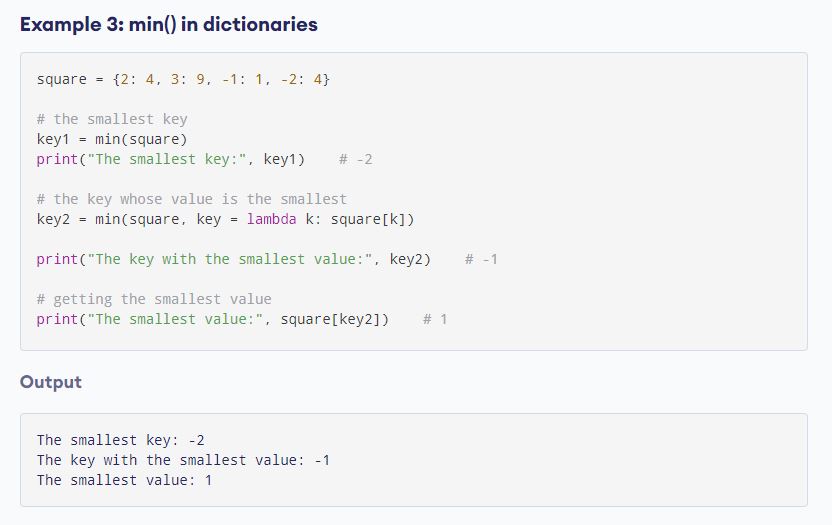 Example 3: min() in dictionaries
square = {2: 4, 3: 9, -1: 1, -2: 4}
# the smallest key
key1 = min(square)
print("The smallest key:", key1)    # -2
# the key whose value is the smallest
key2 = min(square, key = lambda k: square[k])
print("The key with the smallest value:", key2)    # -1
# getting the smallest value
print("The smallest value:", square[key2])    # 1
Output
The smallest key: -2
The key with the smallest value: -1
The smallest value: 1